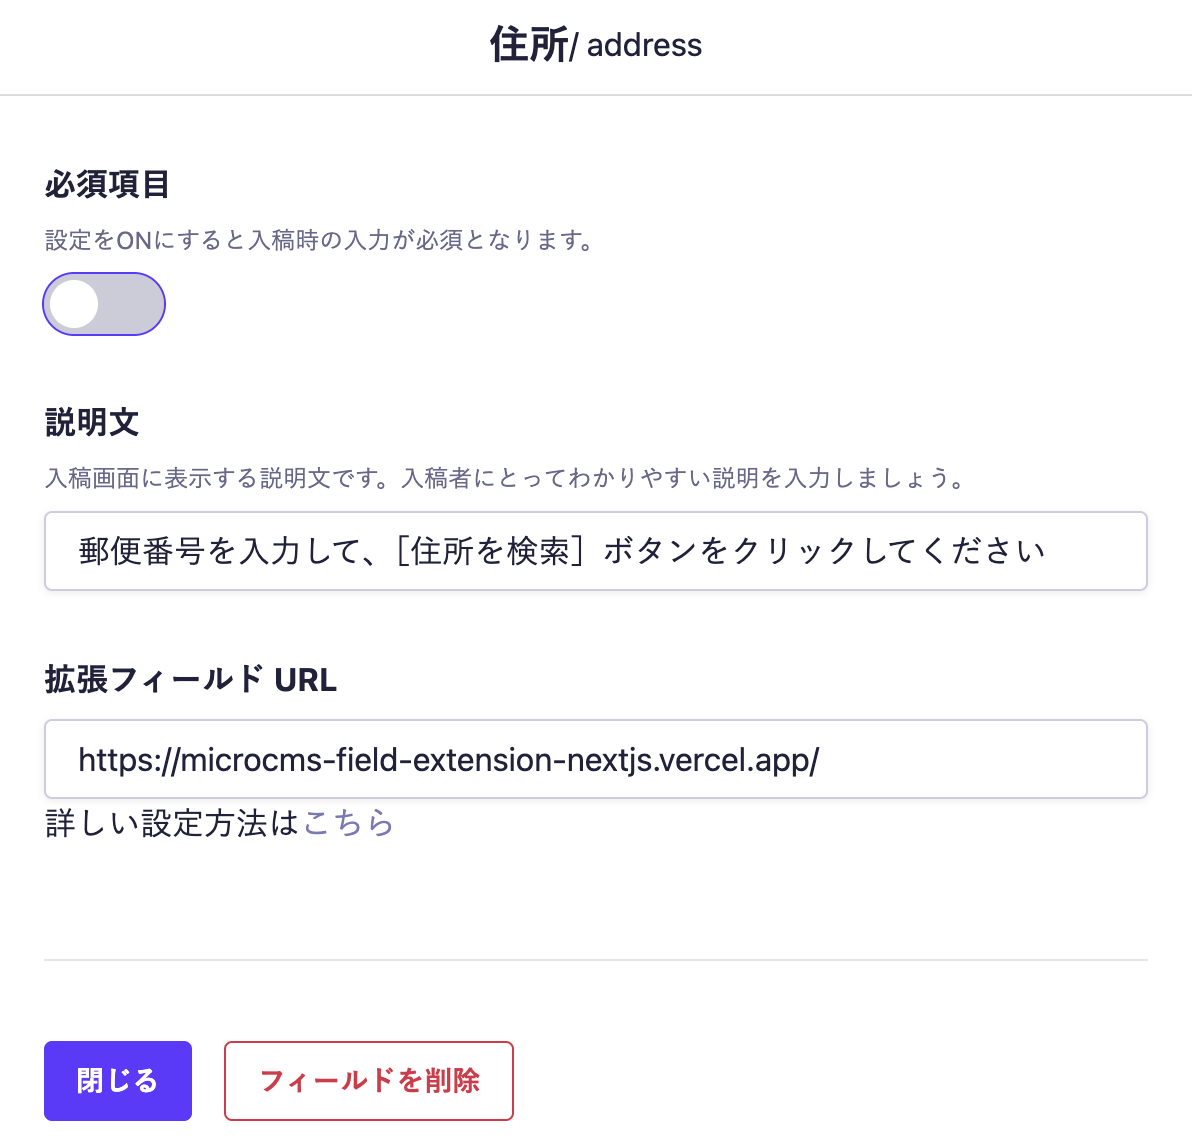 住所/ address
必須項目
設定をONにすると入稿時の入力が必須となります。
説明文
入稿画面に表示する説明文です。入稿者にとってわかりやすい説明を入力しましょう。
郵便番号を入力して、［住所を検索］ボタンをクリックしてください
拡張フィールド URL
https://microcms-field-extension-nextjs.vercel.app/
詳しい設定方法はこちら
閉じる
フィールドを削除